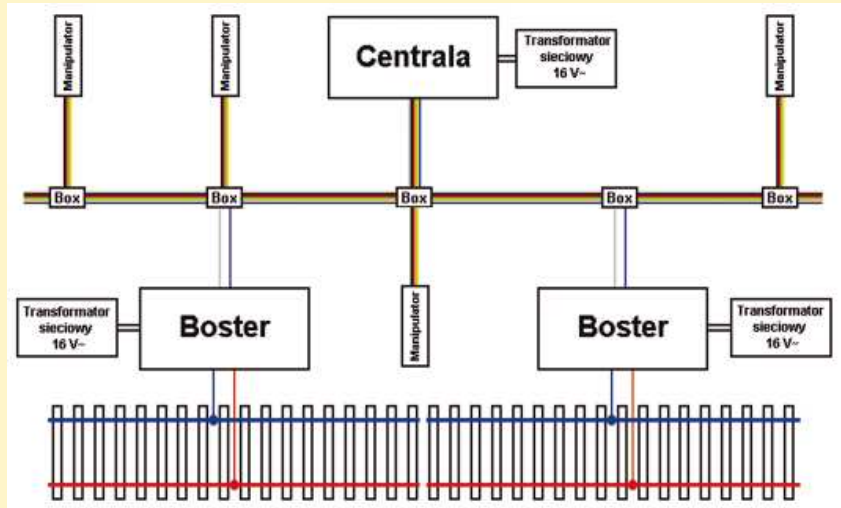 Manipulator
Manipulator
Centrala
Transformator
sieciowy
16 V~
Manipulator
Box
Box
Box
Box
Box
Transformator
sieciowy
16 V~
Boster
Manipulator
Boster
Transformator
sieciowy
16 V~